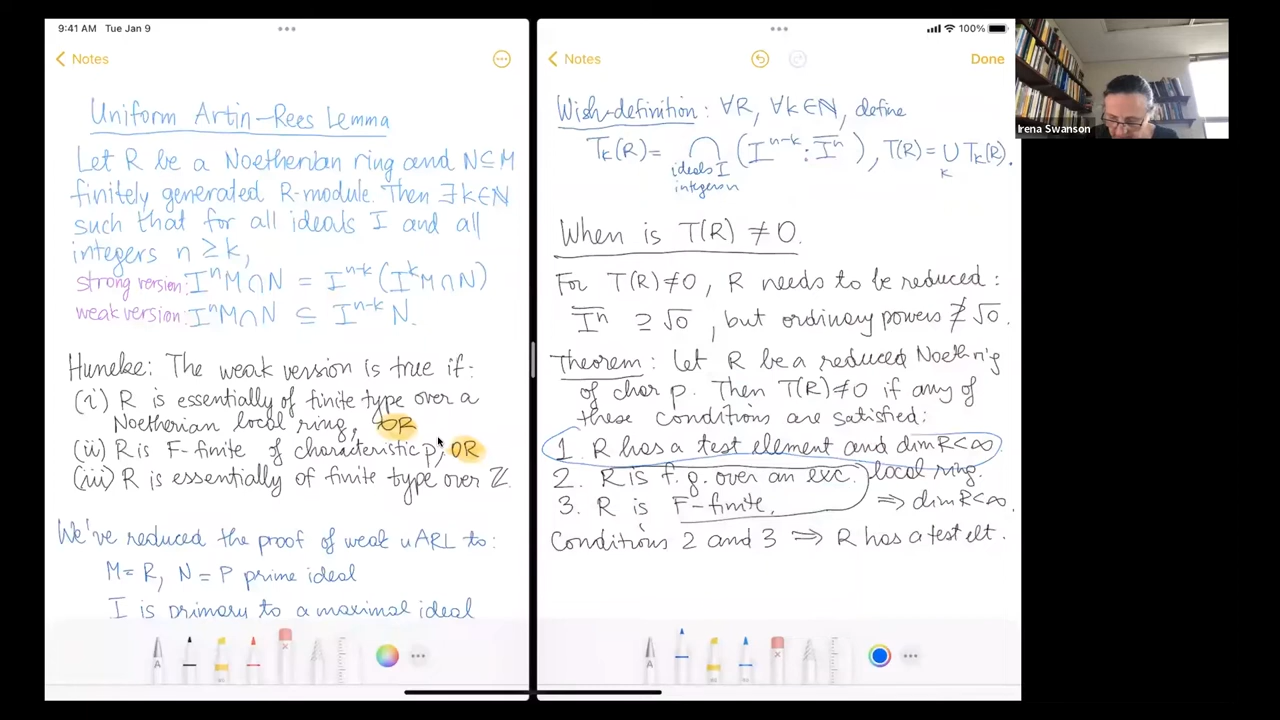 9:41 AM Tue Jan 9
Notes
Uniform Artin-Rees Lemma
Let R be a Noetherian ring and N⊆M
finitely generated R-module. Then ∃k∈ℕ
such that for all ideals I and all
integers n ≥ k,
strong version: IⁿM∩N = Iⁿ⁻ᵏ(IᵏM∩N)
weak version: IⁿM∩N ⊆ Iⁿ⁻ᵏN.
Huneke: The weak version is true if:
(i) R is essentially of finite type over a
Noetherian local ring, OR
(ii) R is F-finite of characteristic p, OR
(iii) R is essentially of finite type over ℤ.
We've reduced the proof of weak uARL to:
M=R, N=P prime ideal
I is primary to a maximal ideal
100%
Notes
Done
Wish-definition: ∀R, ∀k∈ℕ, define
Tₖ(R) = ∩ (Iⁿ⁻ᵏ : I̅ⁿ̅), T(R) = ∪ Tₖ(R).
ideals I k
integers n
When is T(R) ≠ 0.
For T(R)≠0, R needs to be reduced:
I̅ⁿ̅ ⊇ √0, but ordinary powers ⊉ √0.
Theorem: Let R be a reduced Noeth ring
of char p. Then T(R)≠0 if any of
these conditions are satisfied:
1. R has a test element and dim R<∞
2. R is f.g. over an exc. local ring.
3. R is F-finite. ⇒ dim R<∞.
Conditions 2 and 3 ⇒ R has a test elt.
Irena Swanson